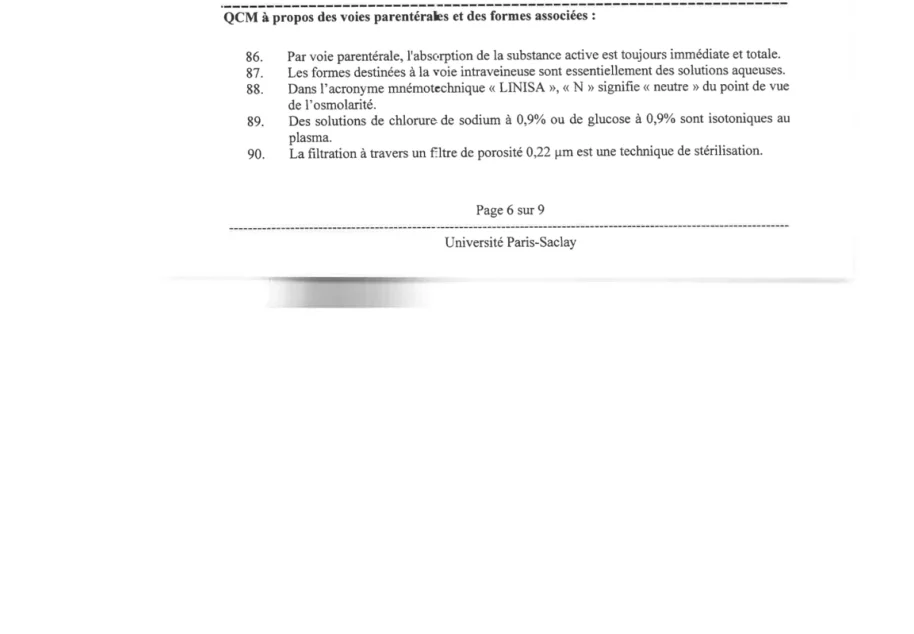 QCM à propos des voies parentérales et des formes associées :
86. Par voie parentérale, l'absorption de la substance active est toujours immédiate et totale.
87. Les formes destinées à la voie intraveineuse sont essentiellement des solutions aqueuses.
88. Dans l'acronyme mnémotechnique « LINISA », « N » signifie « neutre » du point de vue
de l'osmolarité.
89. Des solutions de chlorure de sodium à 0,9% ou de glucose à 0,9% sont isotoniques au
plasma.
90. La filtration à travers un filtre de porosité 0,22 µm est une technique de stérilisation.
Page 6 sur 9
Université Paris-Saclay